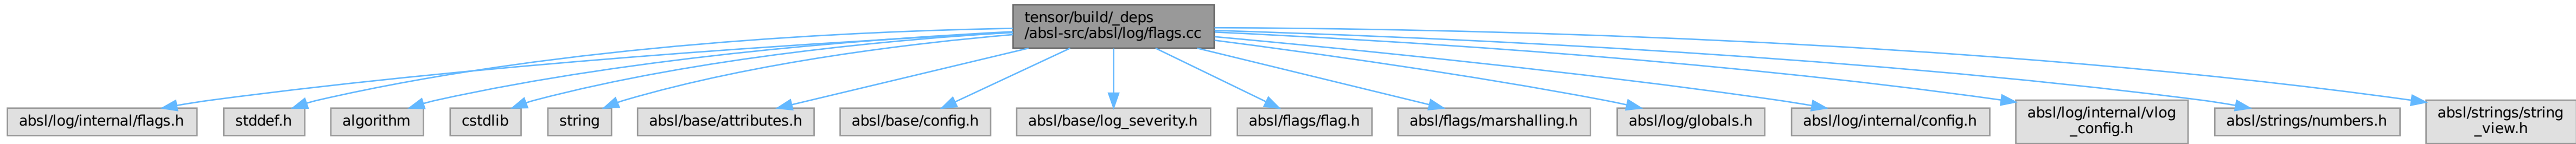 tensor/build/_deps
/absl-src/absl/log/flags.cc
absl/log/internal/flags.h
stddef.h
algorithm
cstdlib
string
absl/base/attributes.h
absl/base/config.h
absl/base/log_severity.h
absl/flags/flag.h
absl/flags/marshalling.h
absl/log/globals.h
absl/log/internal/config.h
absl/log/internal/vlog
_config.h
absl/strings/numbers.h
absl/strings/string
_view.h